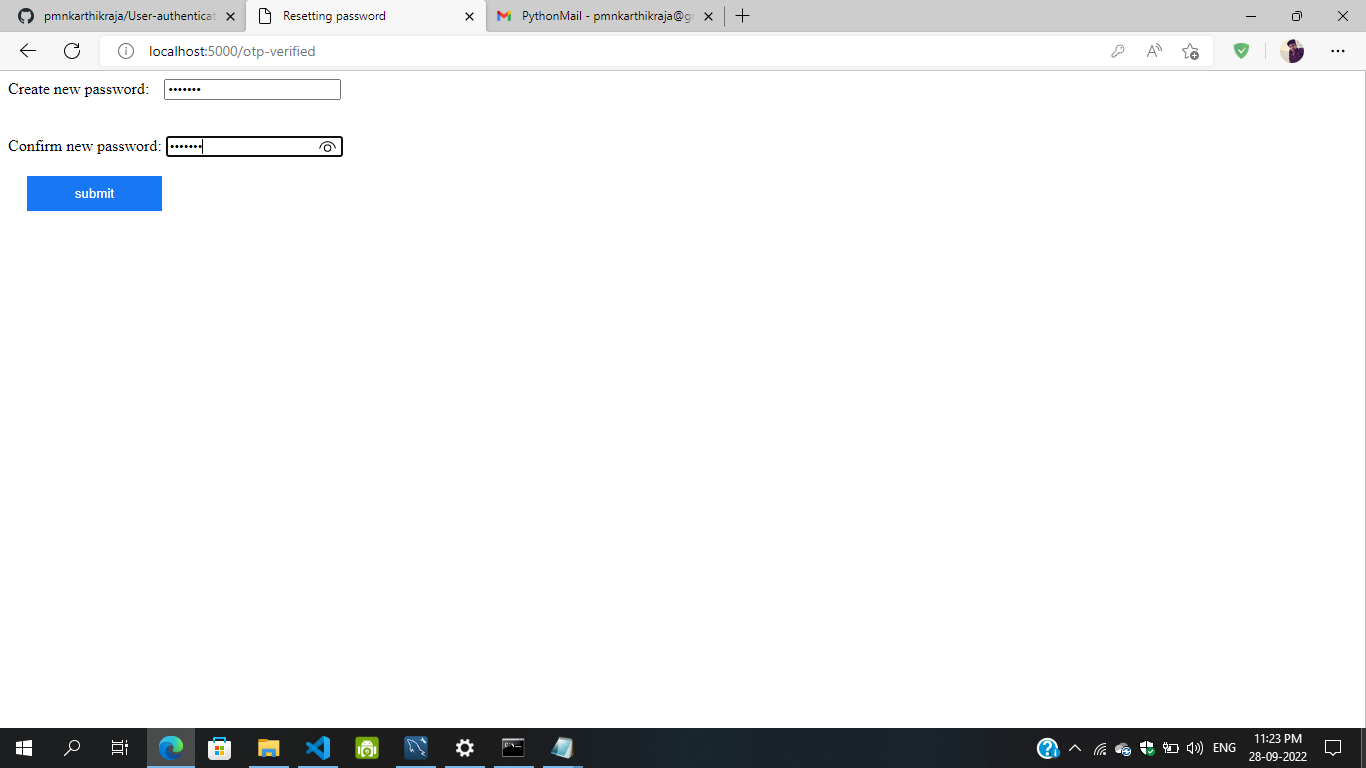 pmnkarthikraja/User-authenticat
Resetting password
PythonMail - pmnkarthikraja@gm
localhost:5000/otp-verified
Create new password: •••••••
Confirm new password: •••••••
submit
ENG
11:23 PM
28-09-2022